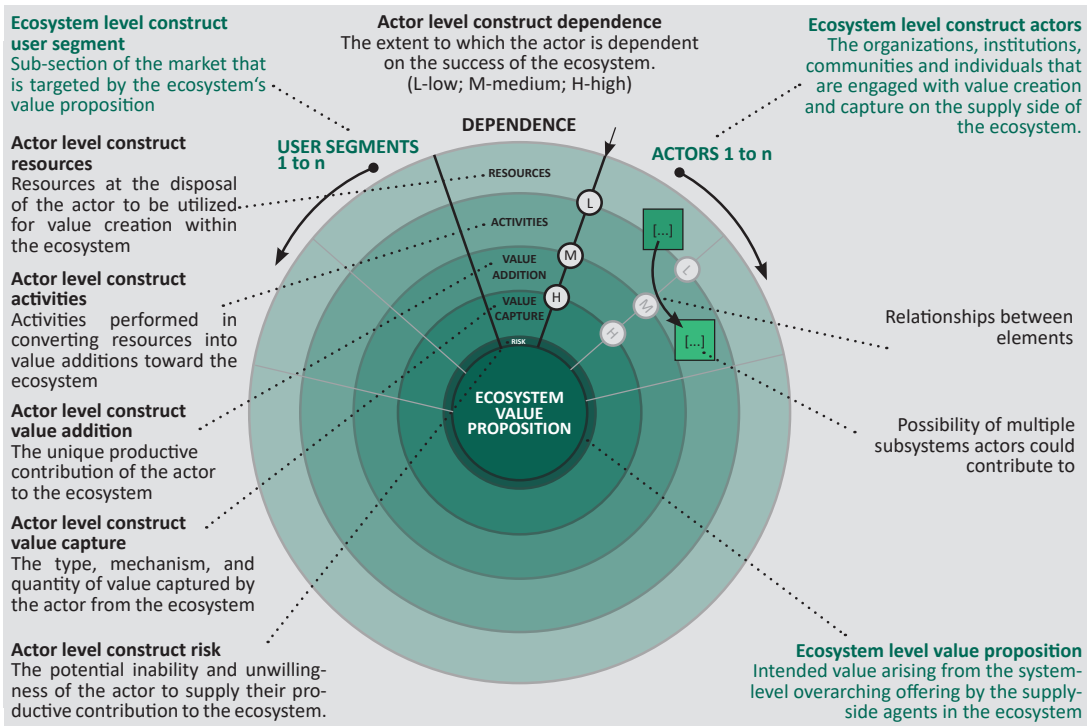 Ecosystem level construct
user segment
Sub-section of the market that
is targeted by the ecosystem‘s
value proposition
Actor level construct dependence
The extent to which the actor is dependent
on the success of the ecosystem.
(L-low; M-medium; H-high)
Ecosystem level construct actors
The organizations, institutions,
communities and individuals that
are engaged with value creation
and capture on the supply side of
the ecosystem.
DEPENDENCE
USER SEGMENTS
1 to n
ACTORS 1 to n
Actor level construct
resources
Resources at the disposal
of the actor to be utilized
for value creation within
the ecosystem
Actor level construct
activities
Activities performed in
converting resources into
value additions toward the
ecosystem
Actor level construct
value addition
The unique productive
contribution of the actor
to the ecosystem
Actor level construct
value capture
The type, mechanism, and
quantity of value captured by
the actor from the ecosystem
Actor level construct risk
The potential inability and unwilling-
ness of the actor to supply their pro-
ductive contribution to the ecosystem.
RESOURCES
L
ACTIVITIES
M
VALUE
ADDITION
H
VALUE
CAPTURE
RISK
ECOSYSTEM
VALUE
PROPOSITION
[...]
L
M
H
[...]
Relationships between
elements
Possibility of multiple
subsystems actors could
contribute to
Ecosystem level value proposition
Intended value arising from the system-
level overarching offering by the supply-
side agents in the ecosystem